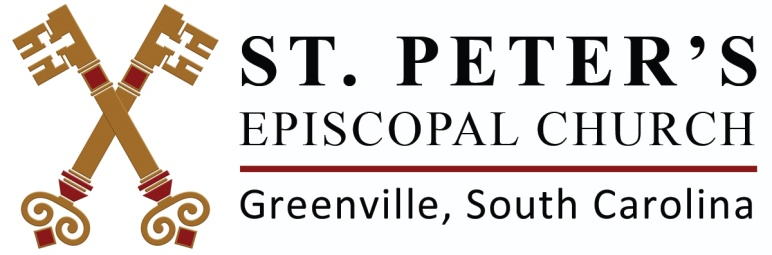 ST. PETER’S
EPISCOPAL CHURCH
Greenville, South Carolina